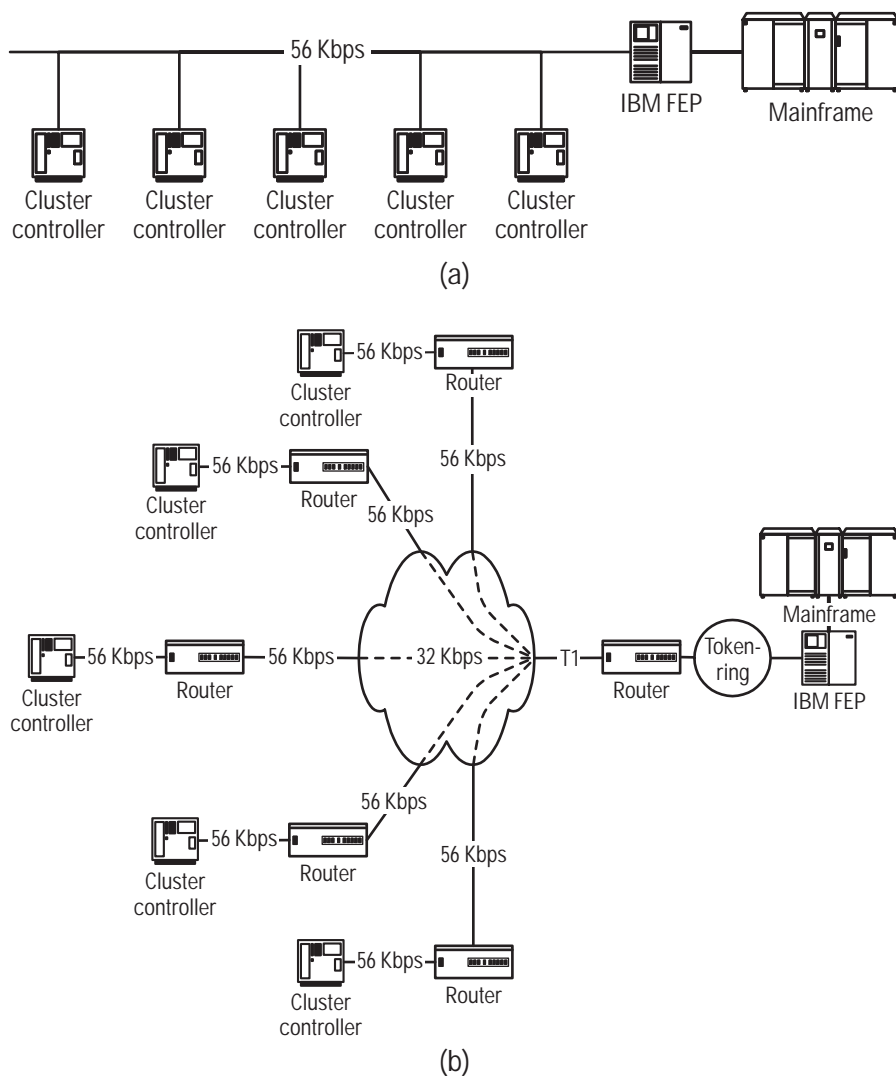 56 Kbps
IBM FEP
Mainframe
Cluster
controller
Cluster
controller
Cluster
controller
Cluster
controller
Cluster
controller
(a)
56 Kbps
Router
Cluster
controller
56 Kbps
56 Kbps
Router
Cluster
controller
56 Kbps
Mainframe
56 Kbps
Router
56 Kbps
32 Kbps
T1
Router
Token-
ring
IBM FEP
Cluster
controller
56 Kbps
56 Kbps
Router
Cluster
controller
56 Kbps
56 Kbps
Router
Cluster
controller
(b)